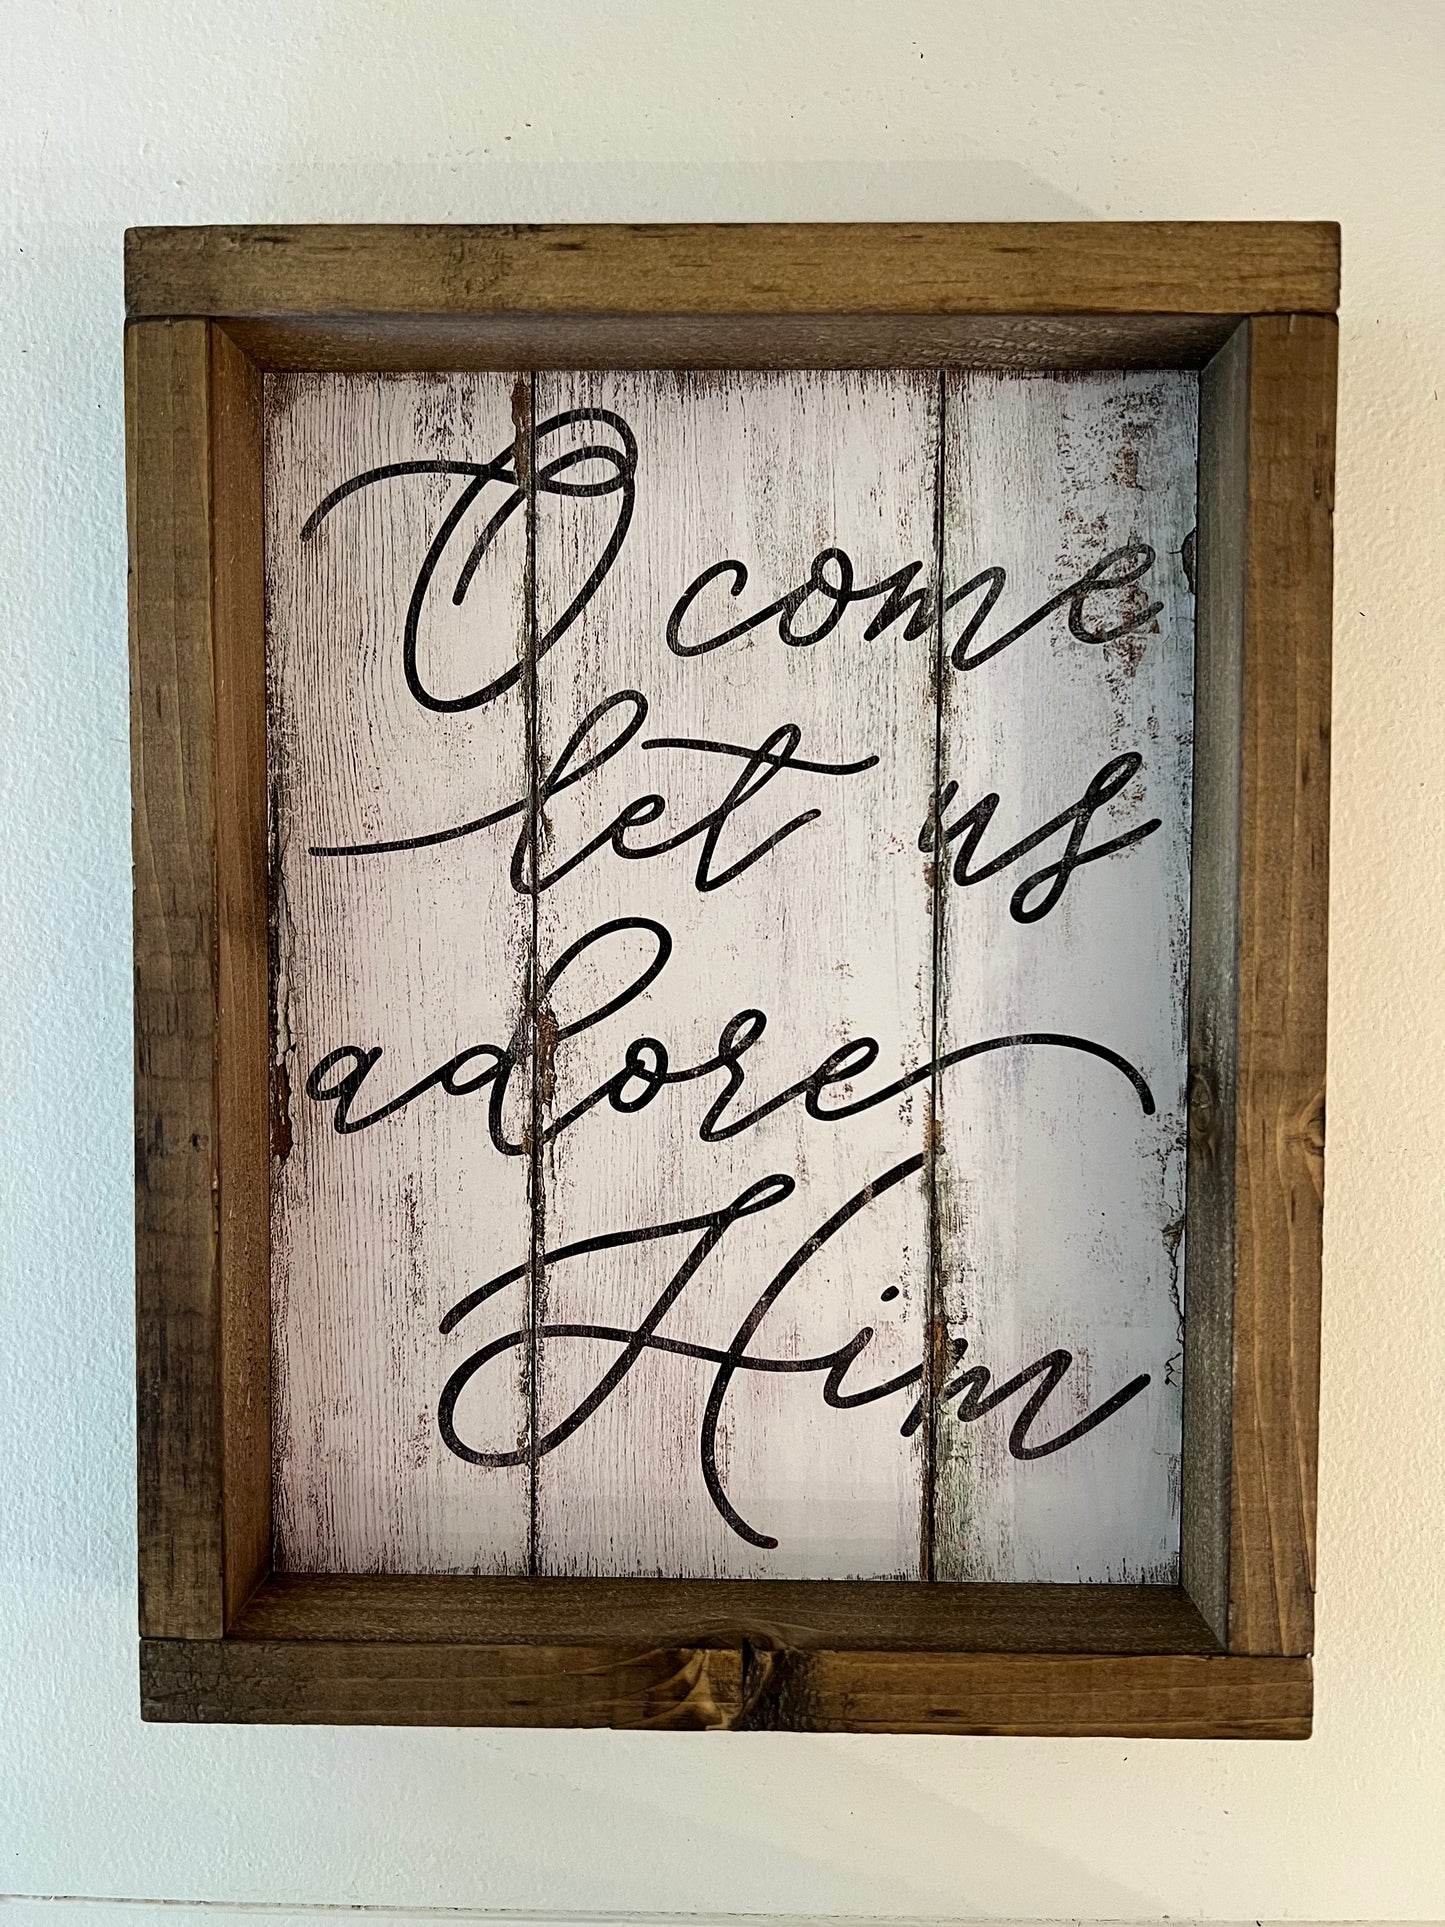 O come
let us
adore
Him